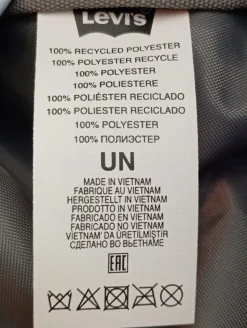 Levi's
100% RECYCLED POLYESTER
100% POLYESTER RECYCLE
100% POLYESTER
100% POLIESTERE
100% POLIÉSTER RECICLADO
100% POLIÉSTER RECICLADO
100% POLYESTER
100% ПОЛИЭСТЕР
UN
MADE IN VIETNAM
FABRIQUE AU VIETNAM
HERGESTELLT IN VIETNAM
PRODOTTO IN VIETNAM
FABRICADO EN VIETNAM
FABRICADO NO VIETNAM
VIETNAM' DA ÜRETILMIŞTIR
СДЕЛАНО ВО ВЬЕТНАМЕ
EAC